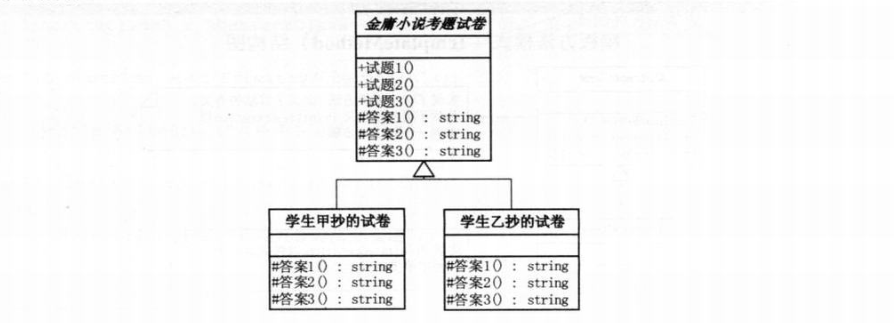 金庸小说考题试卷
+试题1()
+试题2()
+试题3()
#答案1() : string
#答案2() : string
#答案3() : string
学生甲抄的试卷
#答案1() : string
#答案2() : string
#答案3() : string
学生乙抄的试卷
#答案1() : string
#答案2() : string
#答案3() : string